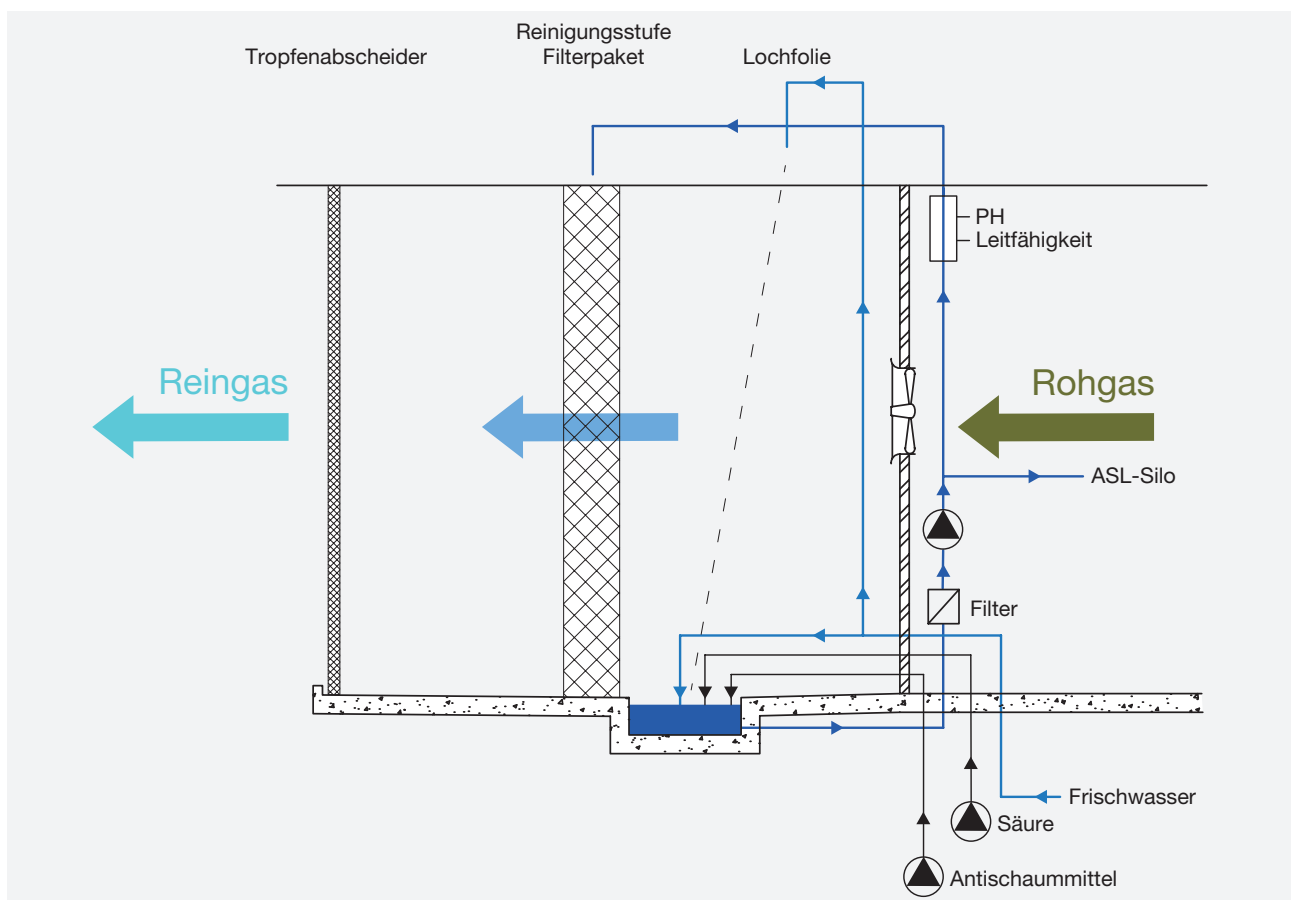 Tropfenabscheider
Reinigungsstufe
Filterpaket
Lochfolie
PH
Leitfähigkeit
Reingas
Rohgas
ASL-Silo
Filter
Frischwasser
Säure
Antischaummittel